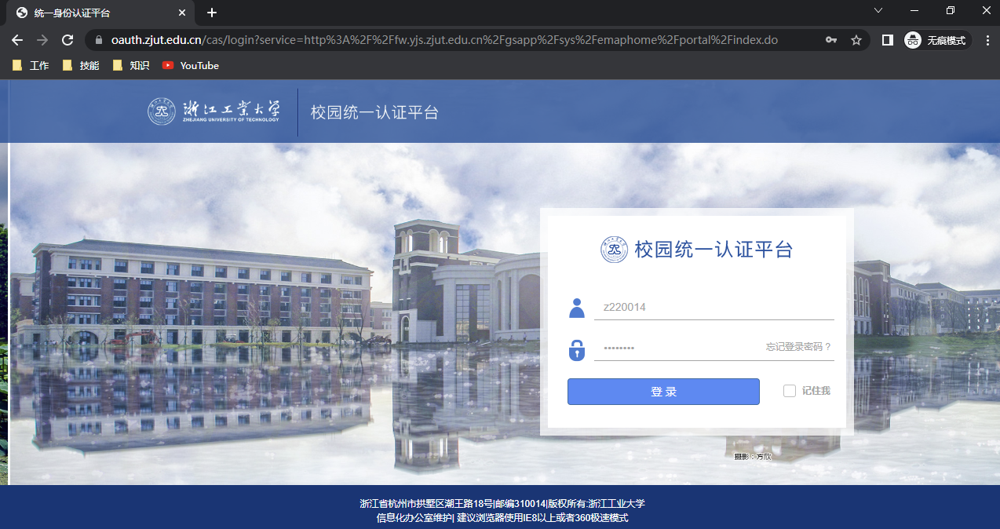 统一身份认证平台
oauth.zjut.edu.cn/cas/login?service=http%3A%2F%2Ffw.yjs.zjut.edu.cn%2Fgsapp%2Fsys%2Femaphome%2Fportal%2Findex.do
无痕模式
工作 技能 知识 YouTube
浙江工业大学
ZHEJIANG UNIVERSITY OF TECHNOLOGY
校园统一认证平台
校园统一认证平台
z220014
•••••••• 忘记登录密码？
登 录 记住我
摄影：方欣
浙江省杭州市拱墅区潮王路18号|邮编310014|版权所有:浙江工业大学
信息化办公室维护| 建议浏览器使用IE8以上或者360极速模式